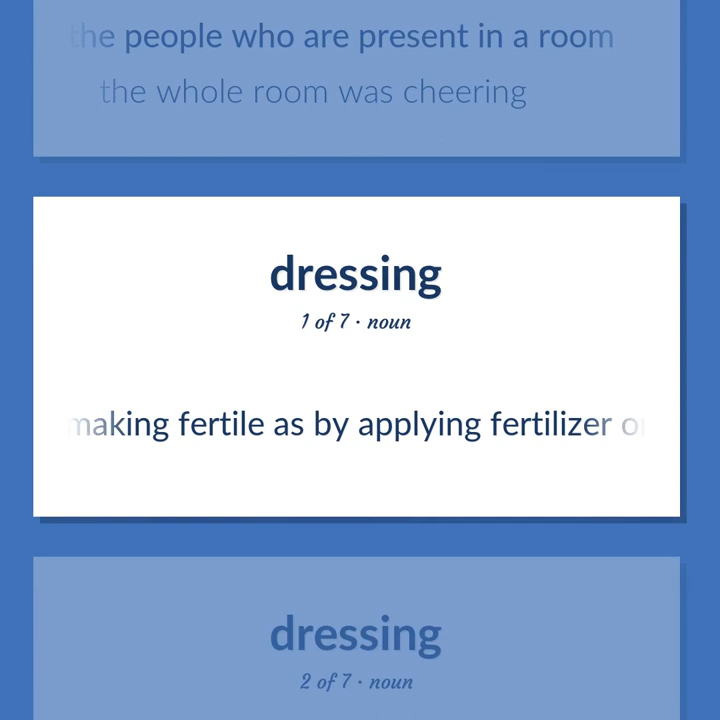 the people who are present in a room
the whole room was cheering
dressing
1 of 7 · noun
making fertile as by applying fertilizer or
dressing
2 of 7 · noun